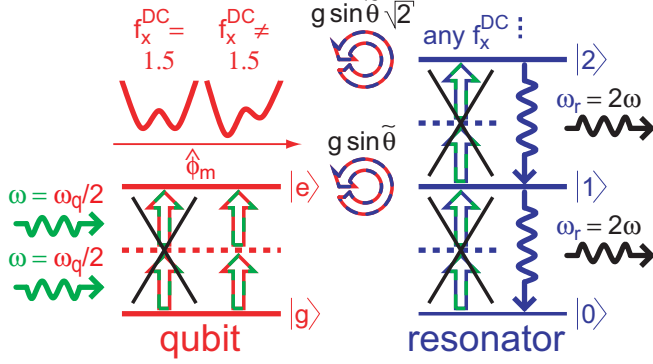 f_x^DC = 1.5
f_x^DC ≠ 1.5
g sin θ̃ √2
any f_x^DC ⋮
|2⟩
ω_r = 2ω
φ̂_m
g sin θ̃
|e⟩
|1⟩
ω = ω_q/2
ω_r = 2ω
ω = ω_q/2
|g⟩
|0⟩
qubit
resonator